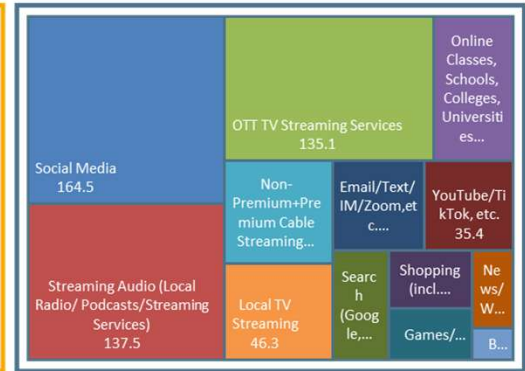 Social Media
164.5
Streaming Audio (Local
Radio/ Podcasts/Streaming
Services)
137.5
OTT TV Streaming Services
135.1
Non-
Premium+Pre
mium Cable
Streaming...
Local TV
Streaming
46.3
Online
Classes,
Schools,
Colleges,
Universiti
es...
Email/Text/
IM/Zoom,et
c....
YouTube/Ti
kTok, etc.
35.4
Searc
h
(Goog
le,...
Shopping
(incl....
Games/...
Ne
ws/
W...
B...